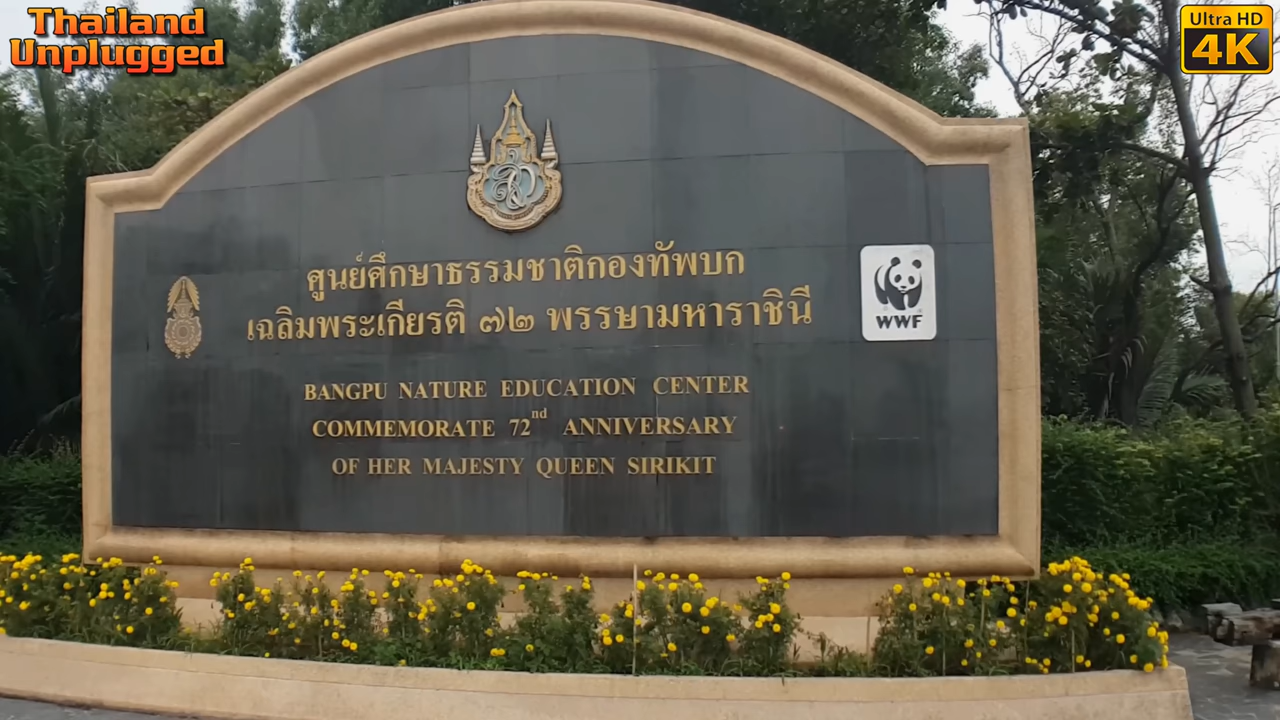 Thailand
Unplugged
Ultra HD
4K
ศูนย์ศึกษาธรรมชาติกองทัพบก
เฉลิมพระเกียรติ ๗๒ พรรษามหาราชินี
WWF
BANGPU NATURE EDUCATION CENTER
COMMEMORATE 72nd ANNIVERSARY
OF HER MAJESTY QUEEN SIRIKIT